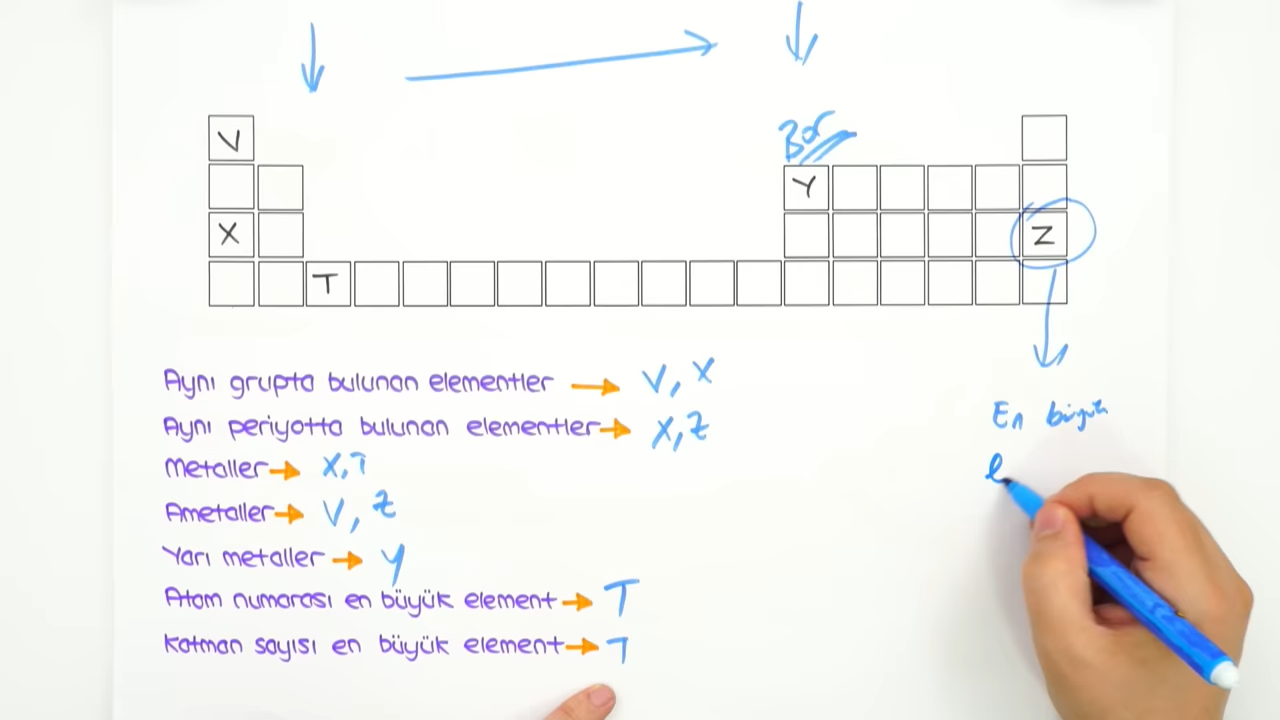 V
Bor
Y
X
Z
T
Aynı grupta bulunan elementler → V, X
Aynı periyotta bulunan elementler → X, Z
Metaller → X, T
Ametaller → V, Z
Yarı metaller → Y
Atom numarası en büyük element → T
Katman sayısı en büyük element → T
En